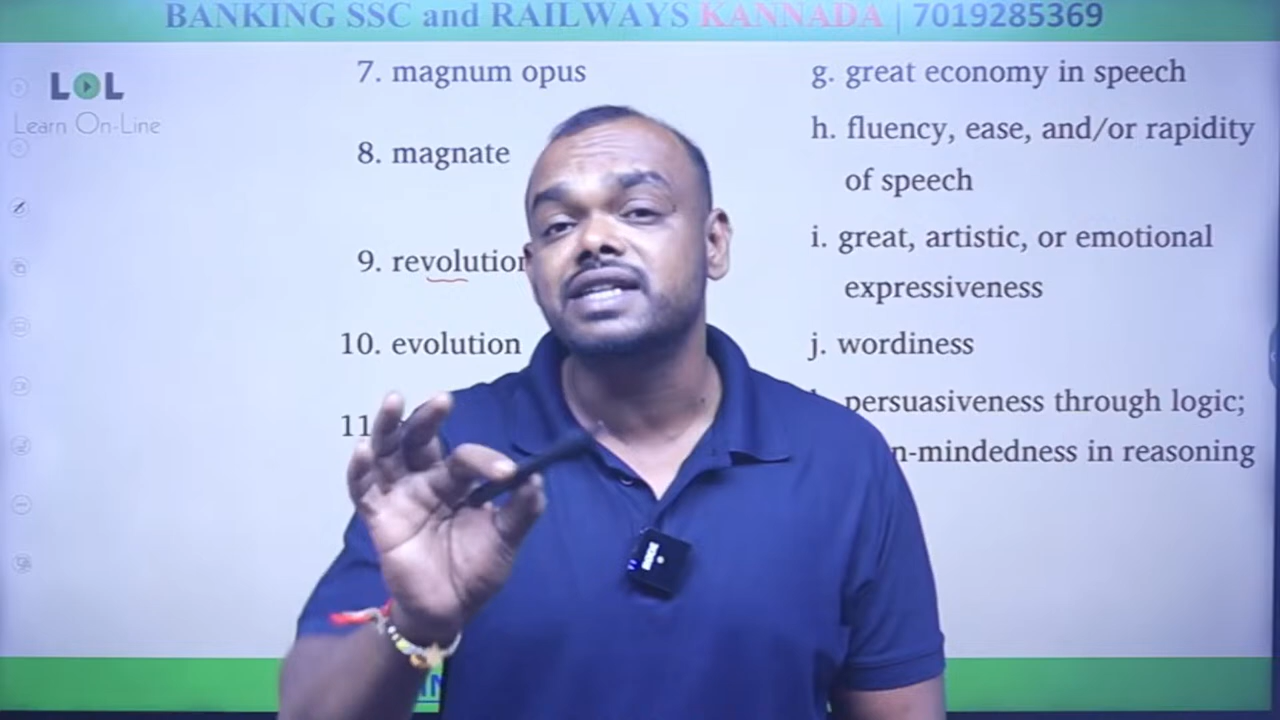 BANKING SSC and RAILWAYS KANNADA | 7019285369
LOL
Learn On-Line
7. magnum opus
8. magnate
9. revolution
10. evolution
11.
g. great economy in speech
h. fluency, ease, and/or rapidity
of speech
i. great, artistic, or emotional
expressiveness
j. wordiness
persuasiveness through logic;
n-mindedness in reasoning